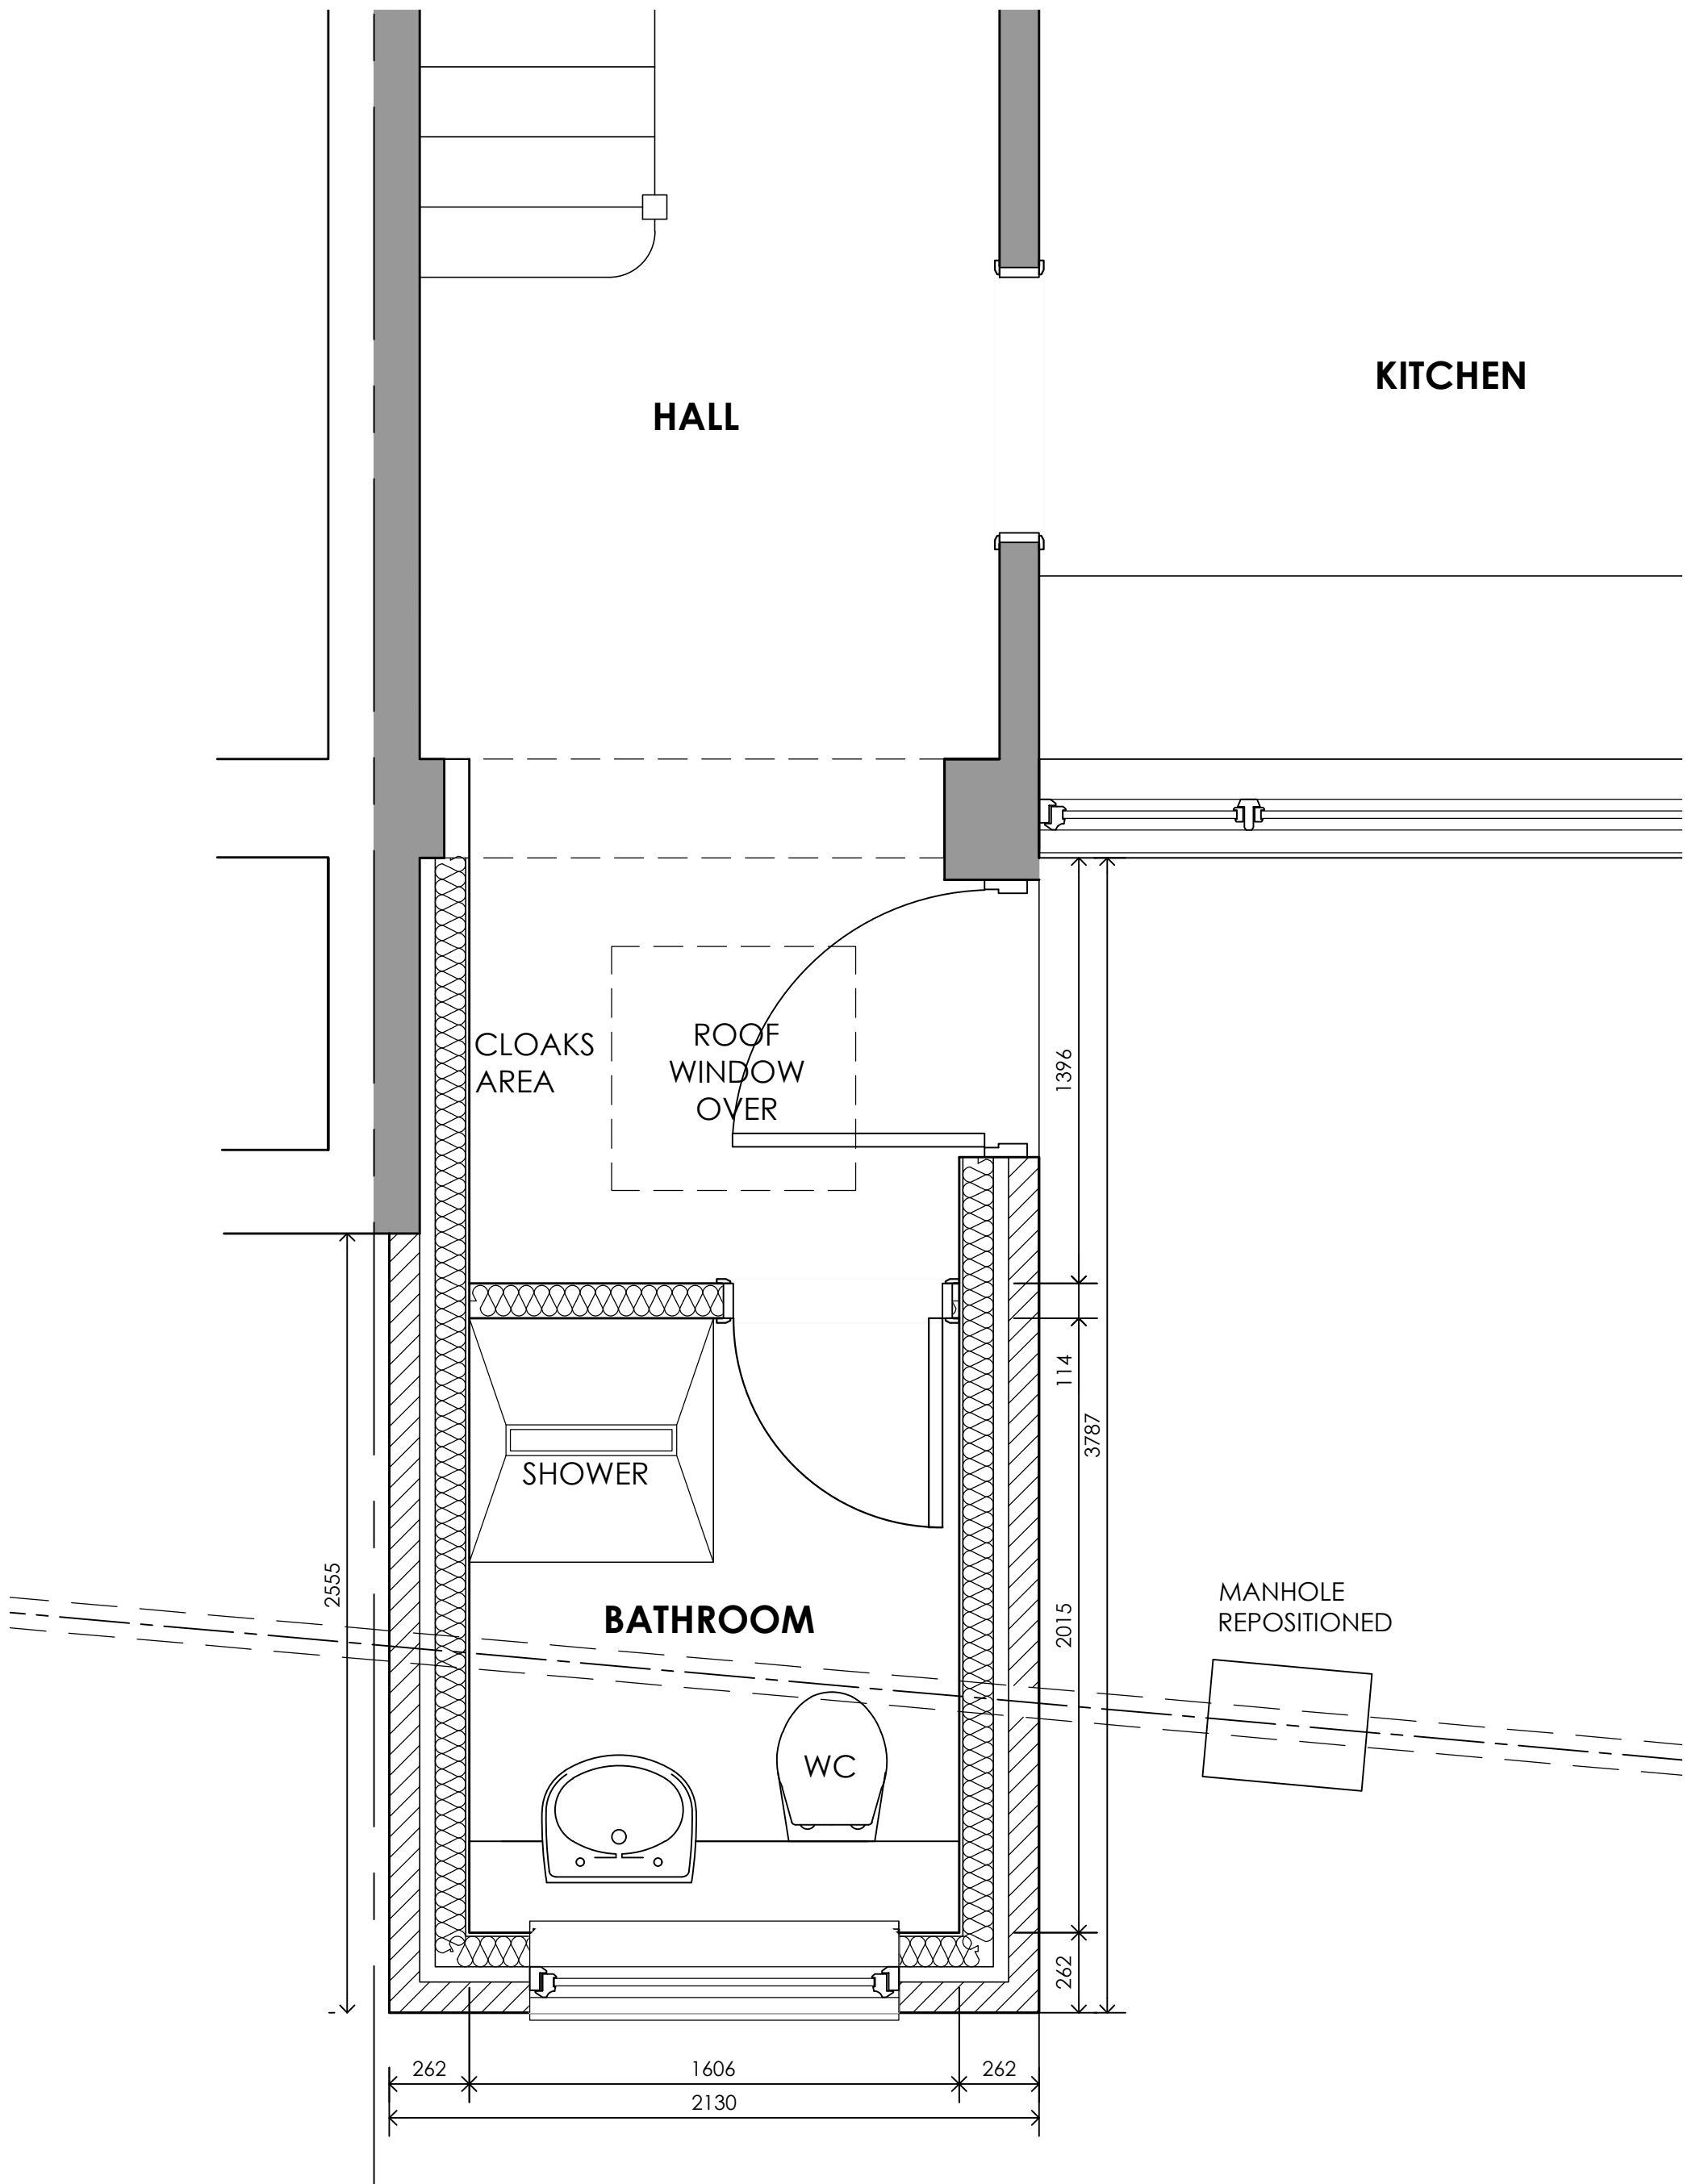 KITCHEN
HALL
CLOAKS
AREA
ROOF
WINDOW
OVER
1396
114
3787
SHOWER
2555
BATHROOM
2015
MANHOLE
REPOSITIONED
WC
262
262
1606
262
2130